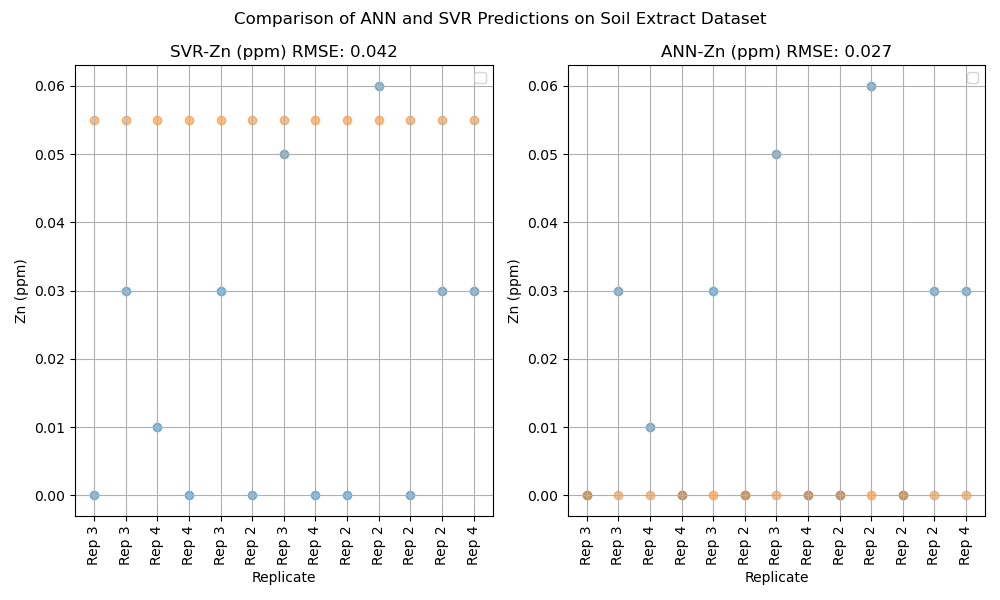 Comparison of ANN and SVR Predictions on Soil Extract Dataset
SVR-Zn (ppm) RMSE: 0.042
Zn (ppm)
0.06
0.05
0.04
0.03
0.02
0.01
0.00
Rep 3
Rep 3
Rep 4
Rep 4
Rep 3
Rep 2
Rep 3
Rep 4
Rep 2
Rep 2
Rep 2
Rep 2
Rep 4
Replicate
ANN-Zn (ppm) RMSE: 0.027
Zn (ppm)
0.06
0.05
0.04
0.03
0.02
0.01
0.00
Rep 3
Rep 3
Rep 4
Rep 4
Rep 3
Rep 2
Rep 3
Rep 4
Rep 2
Rep 2
Rep 2
Rep 2
Rep 4
Replicate